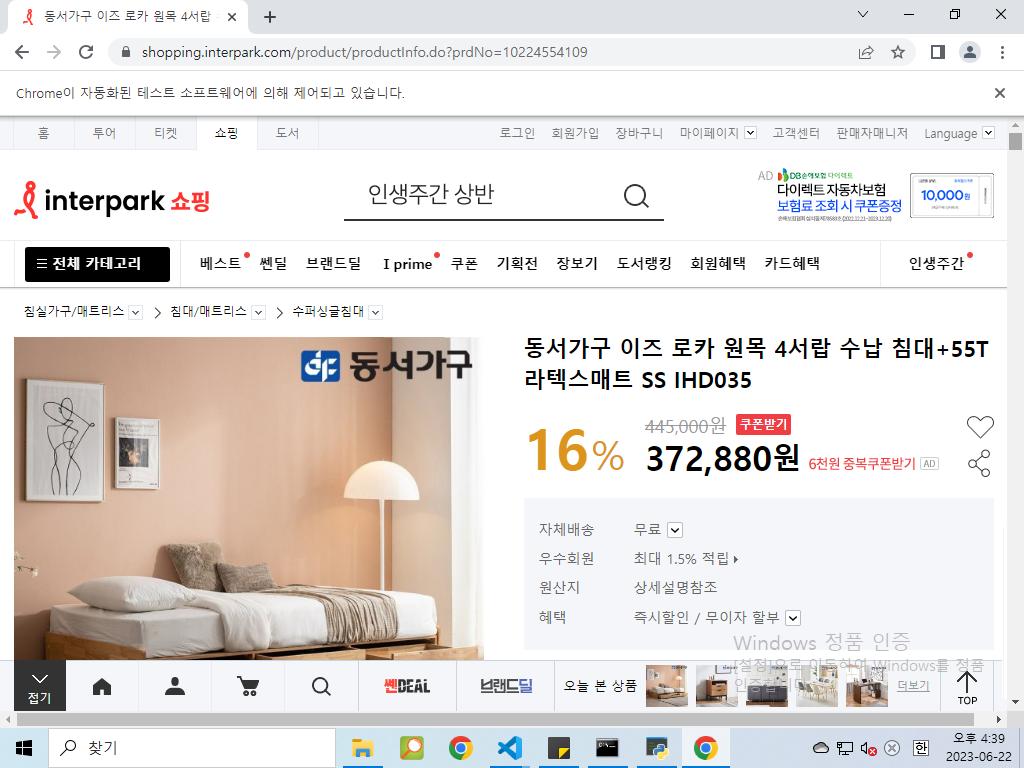 동서가구 이즈 로카 원목 4서랍
shopping.interpark.com/product/productInfo.do?prdNo=10224554109
Chrome이 자동화된 테스트 소프트웨어에 의해 제어되고 있습니다.
홈 투어 티켓 쇼핑 도서 로그인 회원가입 장바구니 마이페이지 고객센터 판매자매니저 Language
interpark 쇼핑
인생주간 상반
AD DB손해보험 다이렉트
다이렉트 자동차보험
보험료 조회 시 쿠폰증정
10,000원
전체 카테고리 베스트 쎈딜 브랜드딜 I prime 쿠폰 기획전 장보기 도서랭킹 회원혜택 카드혜택 인생주간
침실가구/매트리스 침대/매트리스 수퍼싱글침대
동서가구
동서가구 이즈 로카 원목 4서랍 수납 침대+55T
라텍스매트 SS IHD035
16% 445,000원 쿠폰받기
372,880원 6천원 중복쿠폰받기 AD
자체배송 무료
우수회원 최대 1.5% 적립
원산지 상세설명참조
혜택 즉시할인 / 무이자 할부
Windows 정품 인증
[설정]으로 이동하여 Windows를 정품
인증합니다.
접기 쎈DEAL 브랜드딜 오늘 본 상품 더보기 TOP
찾기
한
오후 4:39
2023-06-22